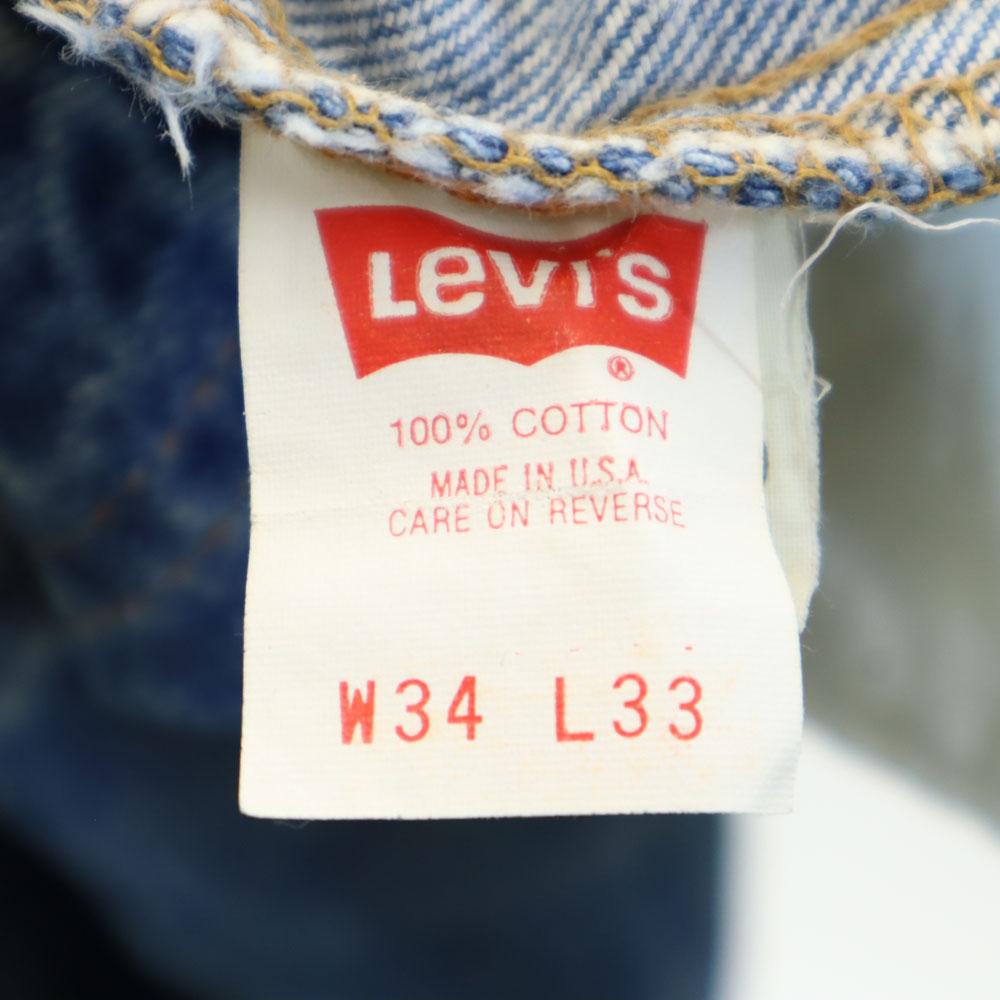 Levi's
®
100% COTTON
MADE IN U.S.A.
CARE ON REVERSE
W34 L33